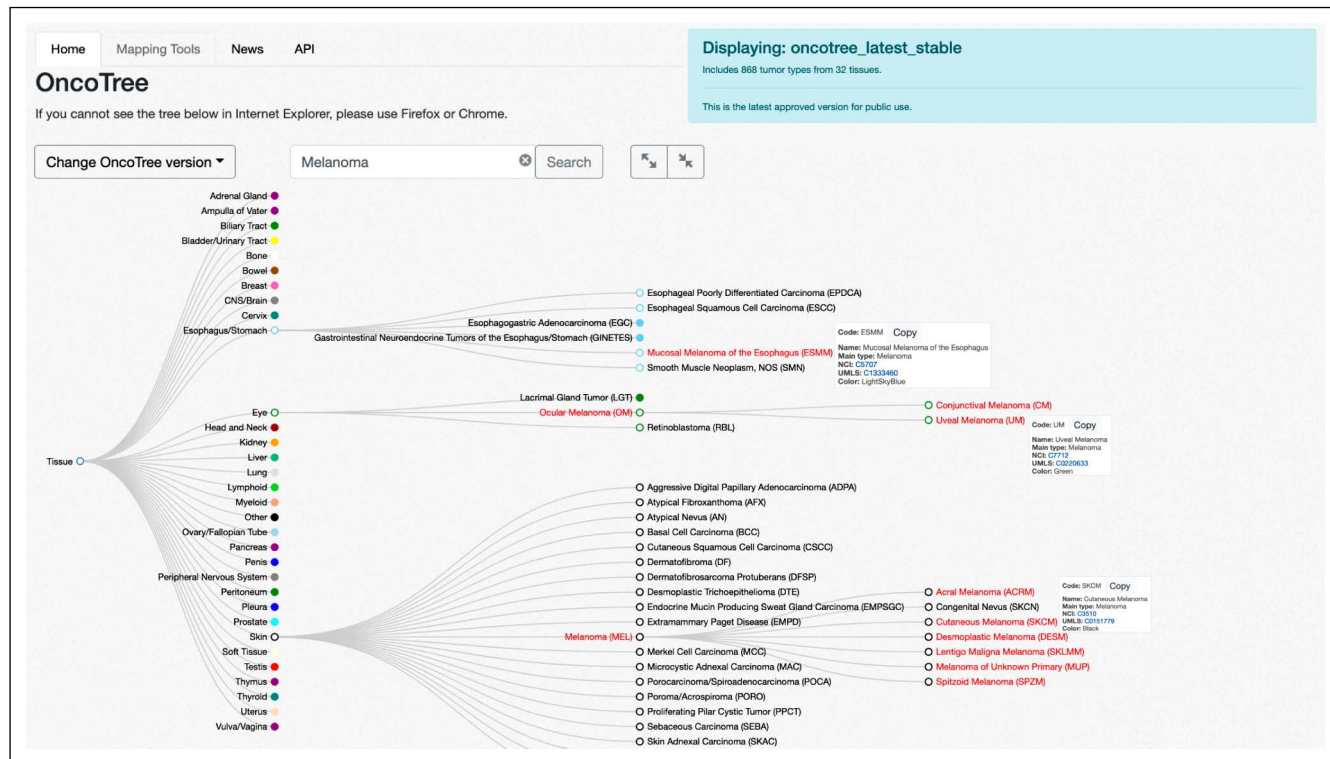 Home
Mapping Tools
News
API
Displaying: oncotree_latest_stable
Includes 868 tumor types from 32 tissues.
This is the latest approved version for public use.
OncoTree
If you cannot see the tree below in Internet Explorer, please use Firefox or Chrome.
Change OncoTree version
Melanoma
Search
Tissue
Adrenal Gland
Ampulla of Vater
Biliary Tract
Bladder/Urinary Tract
Bone
Bowel
Breast
CNS/Brain
Cervix
Esophagus/Stomach
Esophageal Poorly Differentiated Carcinoma (EPDCA)
Esophageal Squamous Cell Carcinoma (ESCC)
Esophagogastric Adenocarcinoma (EGC)
Gastrointestinal Neuroendocrine Tumors of the Esophagus/Stomach (GINETES)
Mucosal Melanoma of the Esophagus (ESMM)
Smooth Muscle Neoplasm, NOS (SMN)
Code: ESMM Copy
Name: Mucosal Melanoma of the Esophagus
Main type: Melanoma
NCI: C5707
UMLS: C1333460
Color: LightSkyBlue
Eye
Lacrimal Gland Tumor (LGT)
Ocular Melanoma (OM)
Retinoblastoma (RBL)
Conjunctival Melanoma (CM)
Uveal Melanoma (UM)
Code: UM Copy
Name: Uveal Melanoma
Main type: Melanoma
NCI: C7712
UMLS: C0220633
Color: Green
Head and Neck
Kidney
Liver
Lung
Lymphoid
Myeloid
Other
Ovary/Fallopian Tube
Pancreas
Penis
Peripheral Nervous System
Peritoneum
Pleura
Prostate
Skin
Soft Tissue
Testis
Thymus
Thyroid
Uterus
Vulva/Vagina
Aggressive Digital Papillary Adenocarcinoma (ADPA)
Atypical Fibroxanthoma (AFX)
Atypical Nevus (AN)
Basal Cell Carcinoma (BCC)
Cutaneous Squamous Cell Carcinoma (CSCC)
Dermatofibroma (DF)
Dermatofibrosarcoma Protuberans (DFSP)
Desmoplastic Trichoepithelioma (DTE)
Endocrine Mucin Producing Sweat Gland Carcinoma (EMPSGC)
Extramammary Paget Disease (EMPD)
Melanoma (MEL)
Merkel Cell Carcinoma (MCC)
Microcystic Adnexal Carcinoma (MAC)
Porocarcinoma/Spiroadenocarcinoma (POCA)
Poroma/Acrospiroma (PORO)
Proliferating Pilar Cystic Tumor (PPCT)
Sebaceous Carcinoma (SEBA)
Skin Adnexal Carcinoma (SKAC)
Acral Melanoma (ACRM)
Congenital Nevus (SKCN)
Cutaneous Melanoma (SKCM)
Desmoplastic Melanoma (DESM)
Lentigo Maligna Melanoma (SKLMM)
Melanoma of Unknown Primary (MUP)
Spitzoid Melanoma (SPZM)
Code: SKCM Copy
Name: Cutaneous Melanoma
Main type: Melanoma
NCI: C3510
UMLS: C0151779
Color: Black